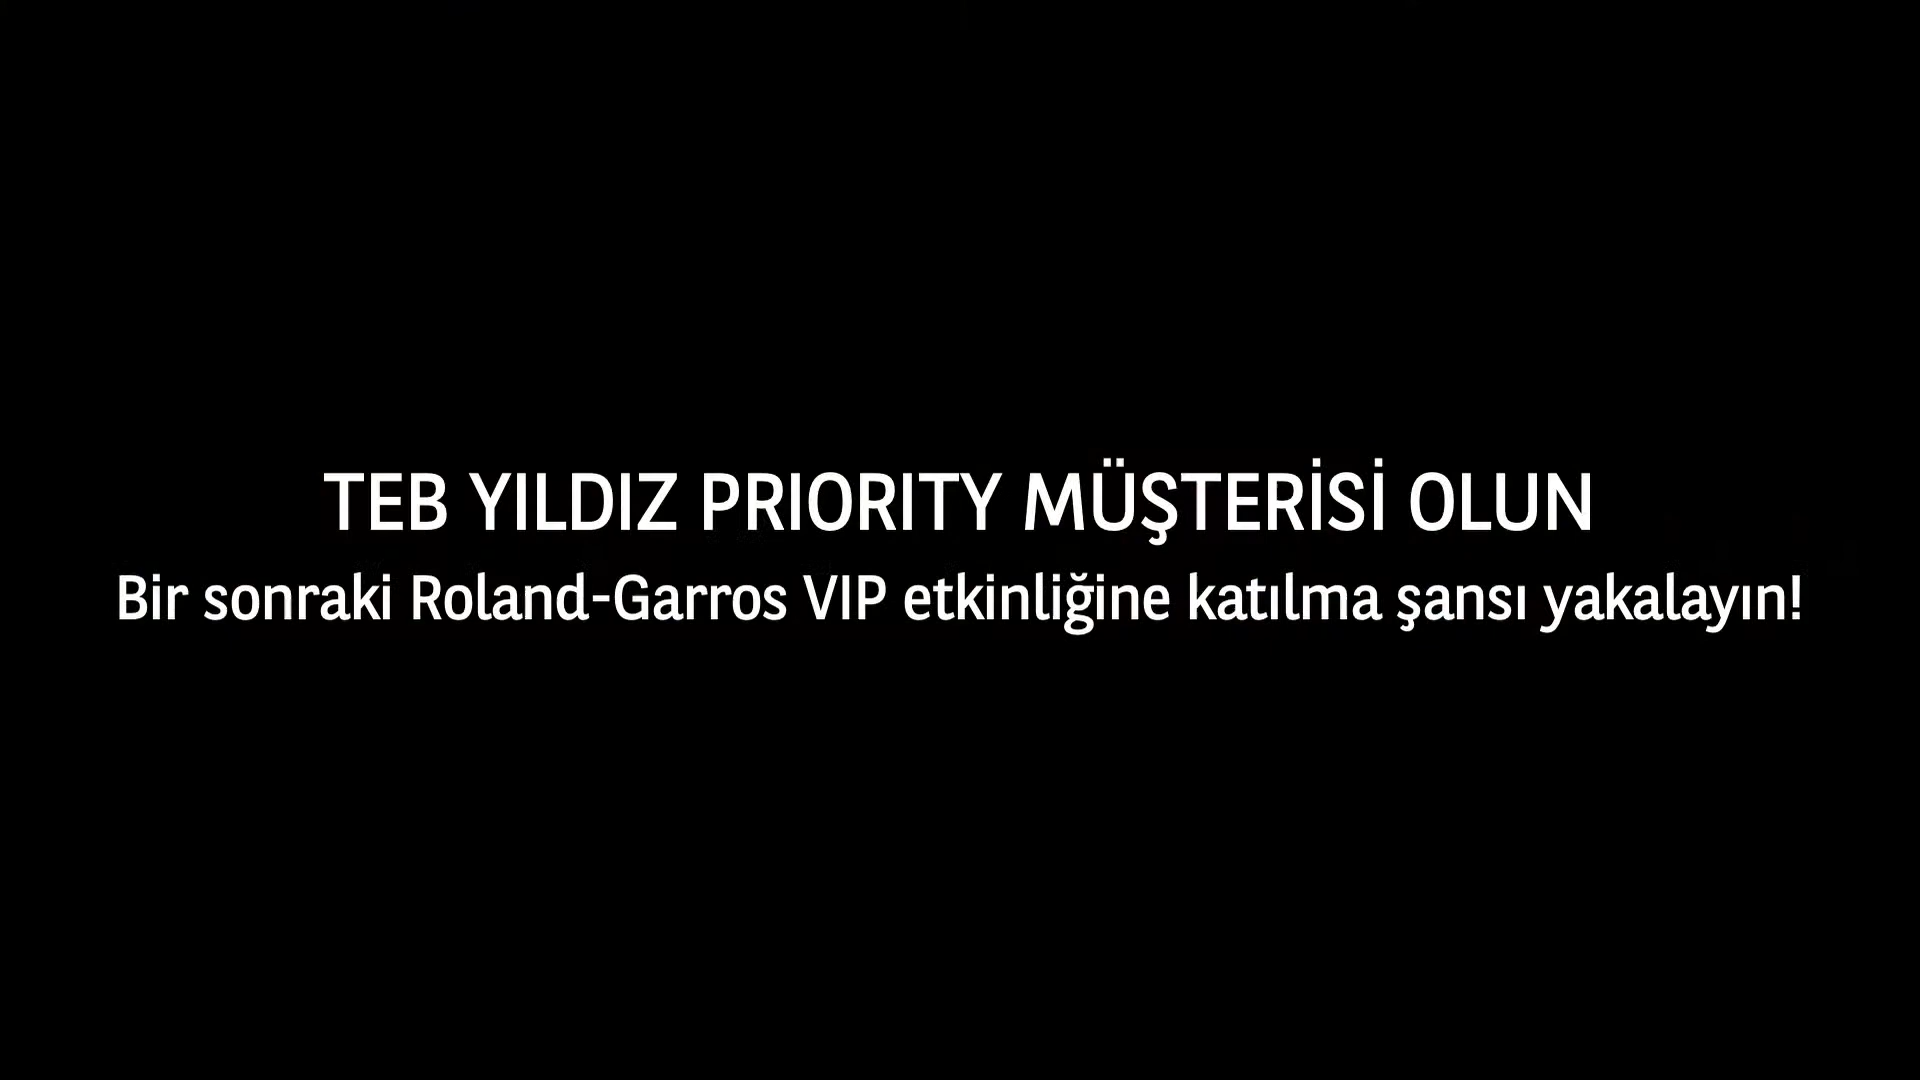 TEB YILDIZ PRIORITY MÜŞTERİSİ OLUN
Bir sonraki Roland-Garros VIP etkinliğine katılma şansı yakalayın!